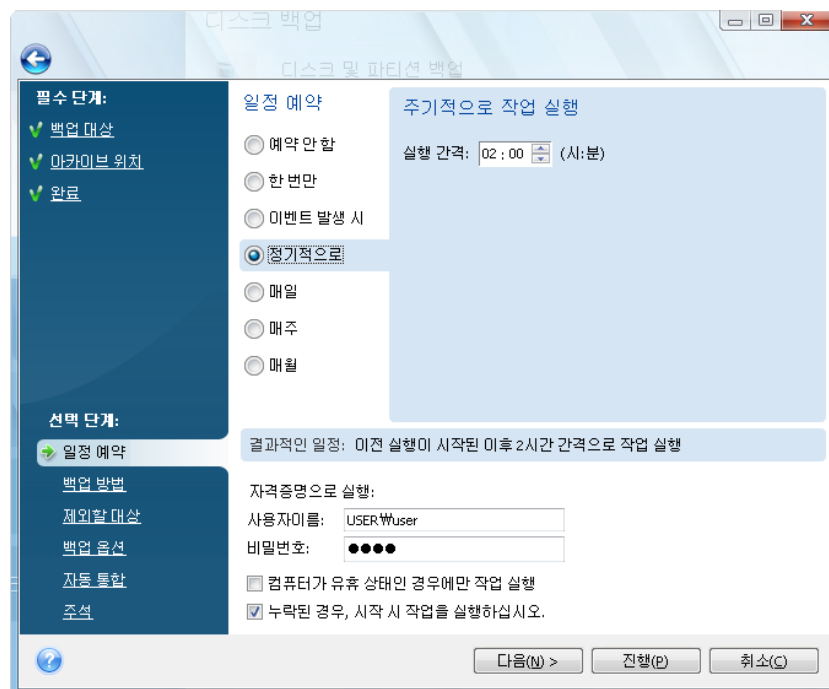 디스크 백업
디스크 및 파티션 백업
필수 단계:
백업 대상
아카이브 위치
완료
선택 단계:
일정 예약
백업 방법
제외할 대상
백업 옵션
자동 통합
주석
일정 예약
예약 안 함
한 번만
이벤트 발생 시
정기적으로
매일
매주
매월
주기적으로 작업 실행
실행 간격: 02 : 00 (시:분)
결과적인 일정: 이전 실행이 시작된 이후 2시간 간격으로 작업 실행
자격증명으로 실행:
사용자이름: USER₩user
비밀번호: ●●●●
컴퓨터가 유휴 상태인 경우에만 작업 실행
누락된 경우, 시작 시 작업을 실행하십시오.
다음(N) >
진행(P)
취소(C)